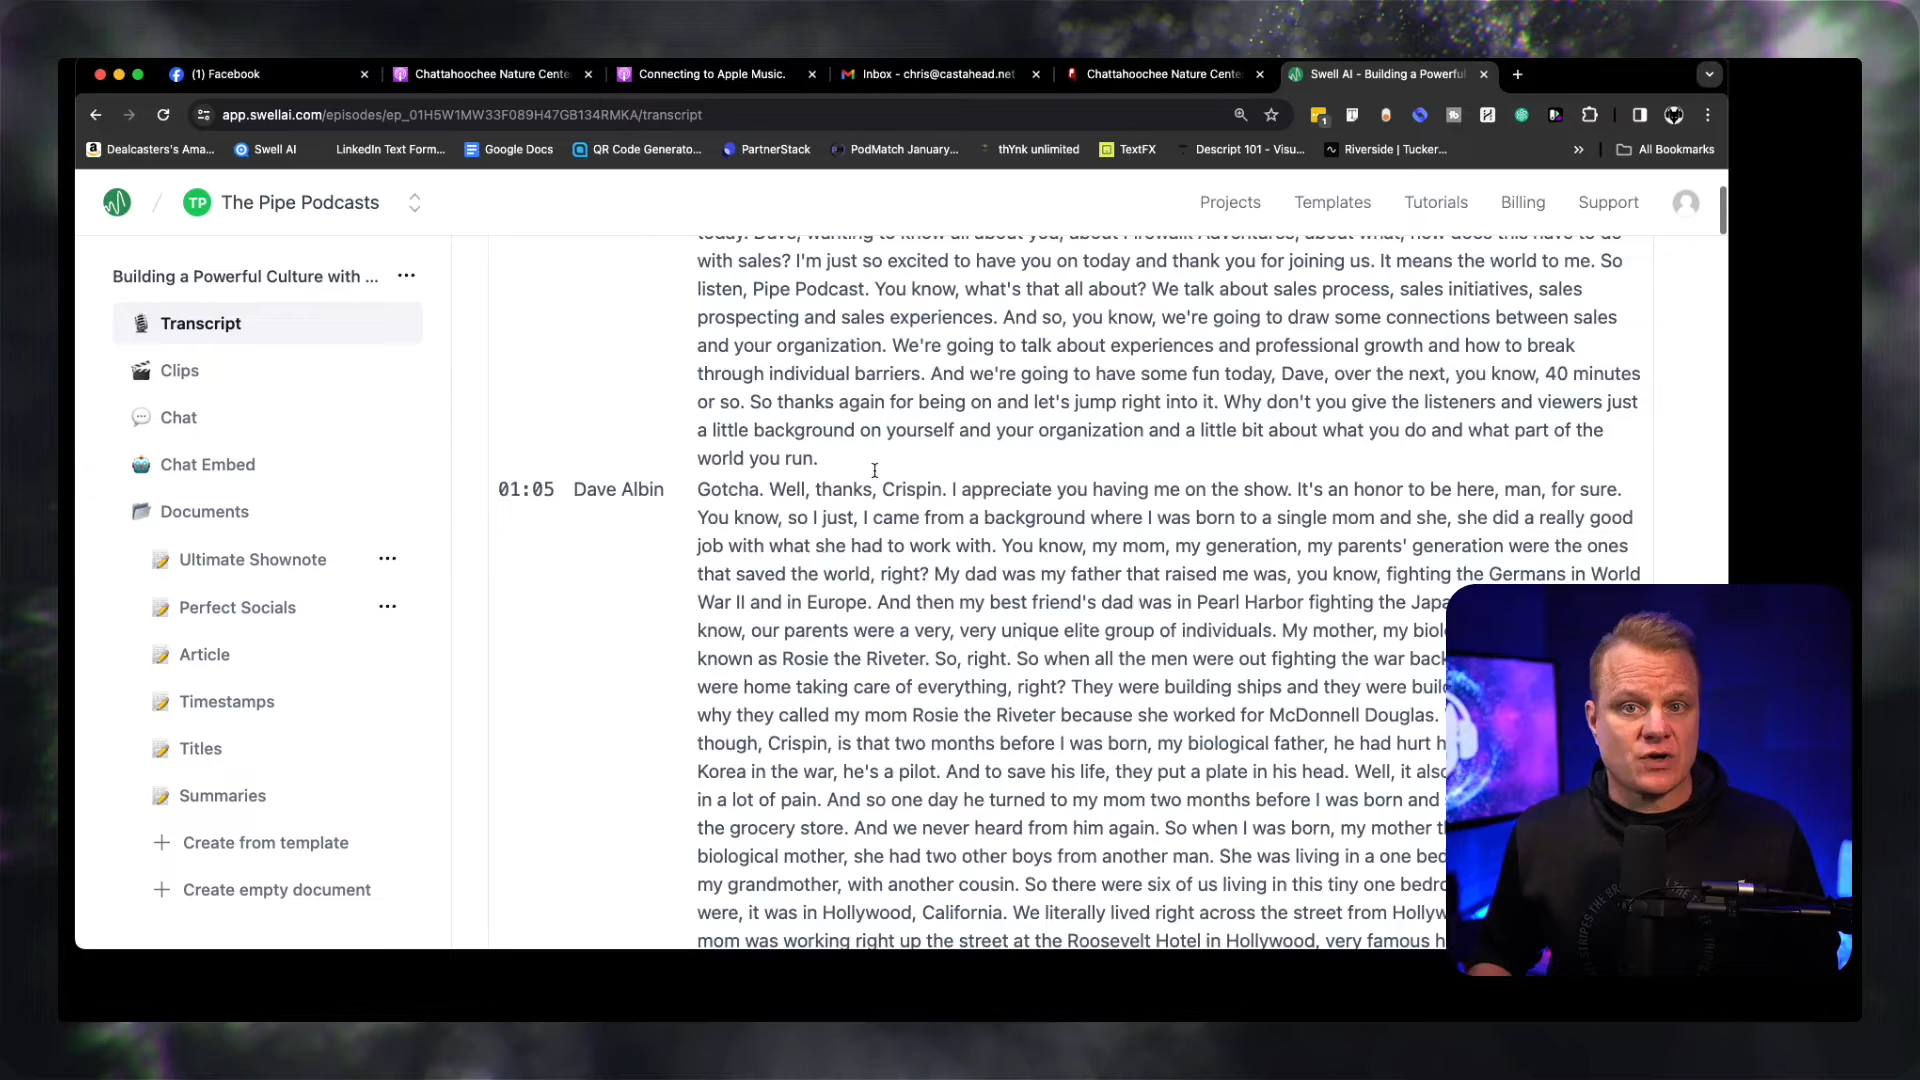 (1) Facebook
Chattahoochee Nature Cente
Connecting to Apple Music.
Inbox - chris@castahead.net
Chattahoochee Nature Cente
Swell AI - Building a Powerful
app.swellai.com/episodes/ep_01H5W1MW33F089H47GB134RMKA/transcript
Dealcasters's Ama...
Swell AI
LinkedIn Text Form...
Google Docs
QR Code Generato...
PartnerStack
PodMatch January...
thYnk unlimited
TextFX
Descript 101 - Visu...
Riverside | Tucker...
All Bookmarks
TP The Pipe Podcasts
Projects
Templates
Tutorials
Billing
Support
Building a Powerful Culture with ...
Transcript
Clips
Chat
Chat Embed
Documents
Ultimate Shownote
Perfect Socials
Article
Timestamps
Titles
Summaries
+ Create from template
+ Create empty document
today. Dave, wanting to know all about you, about Firewalk Adventures, about what, how does this have to do
with sales? I'm just so excited to have you on today and thank you for joining us. It means the world to me. So
listen, Pipe Podcast. You know, what's that all about? We talk about sales process, sales initiatives, sales
prospecting and sales experiences. And so, you know, we're going to draw some connections between sales
and your organization. We're going to talk about experiences and professional growth and how to break
through individual barriers. And we're going to have some fun today, Dave, over the next, you know, 40 minutes
or so. So thanks again for being on and let's jump right into it. Why don't you give the listeners and viewers just
a little background on yourself and your organization and a little bit about what you do and what part of the
world you run.
01:05 Dave Albin Gotcha. Well, thanks, Crispin. I appreciate you having me on the show. It's an honor to be here, man, for sure.
You know, so I just, I came from a background where I was born to a single mom and she, she did a really good
job with what she had to work with. You know, my mom, my generation, my parents' generation were the ones
that saved the world, right? My dad was my father that raised me was, you know, fighting the Germans in World
War II and in Europe. And then my best friend's dad was in Pearl Harbor fighting the Japa
know, our parents were a very, very unique elite group of individuals. My mother, my biol
known as Rosie the Riveter. So, right. So when all the men were out fighting the war back
were home taking care of everything, right? They were building ships and they were buil
why they called my mom Rosie the Riveter because she worked for McDonnell Douglas.
though, Crispin, is that two months before I was born, my biological father, he had hurt h
Korea in the war, he's a pilot. And to save his life, they put a plate in his head. Well, it also
in a lot of pain. And so one day he turned to my mom two months before I was born and
the grocery store. And we never heard from him again. So when I was born, my mother th
biological mother, she had two other boys from another man. She was living in a one bed
my grandmother, with another cousin. So there were six of us living in this tiny one bedro
were, it was in Hollywood, California. We literally lived right across the street from Hollyw
mom was working right up the street at the Roosevelt Hotel in Hollywood, very famous h